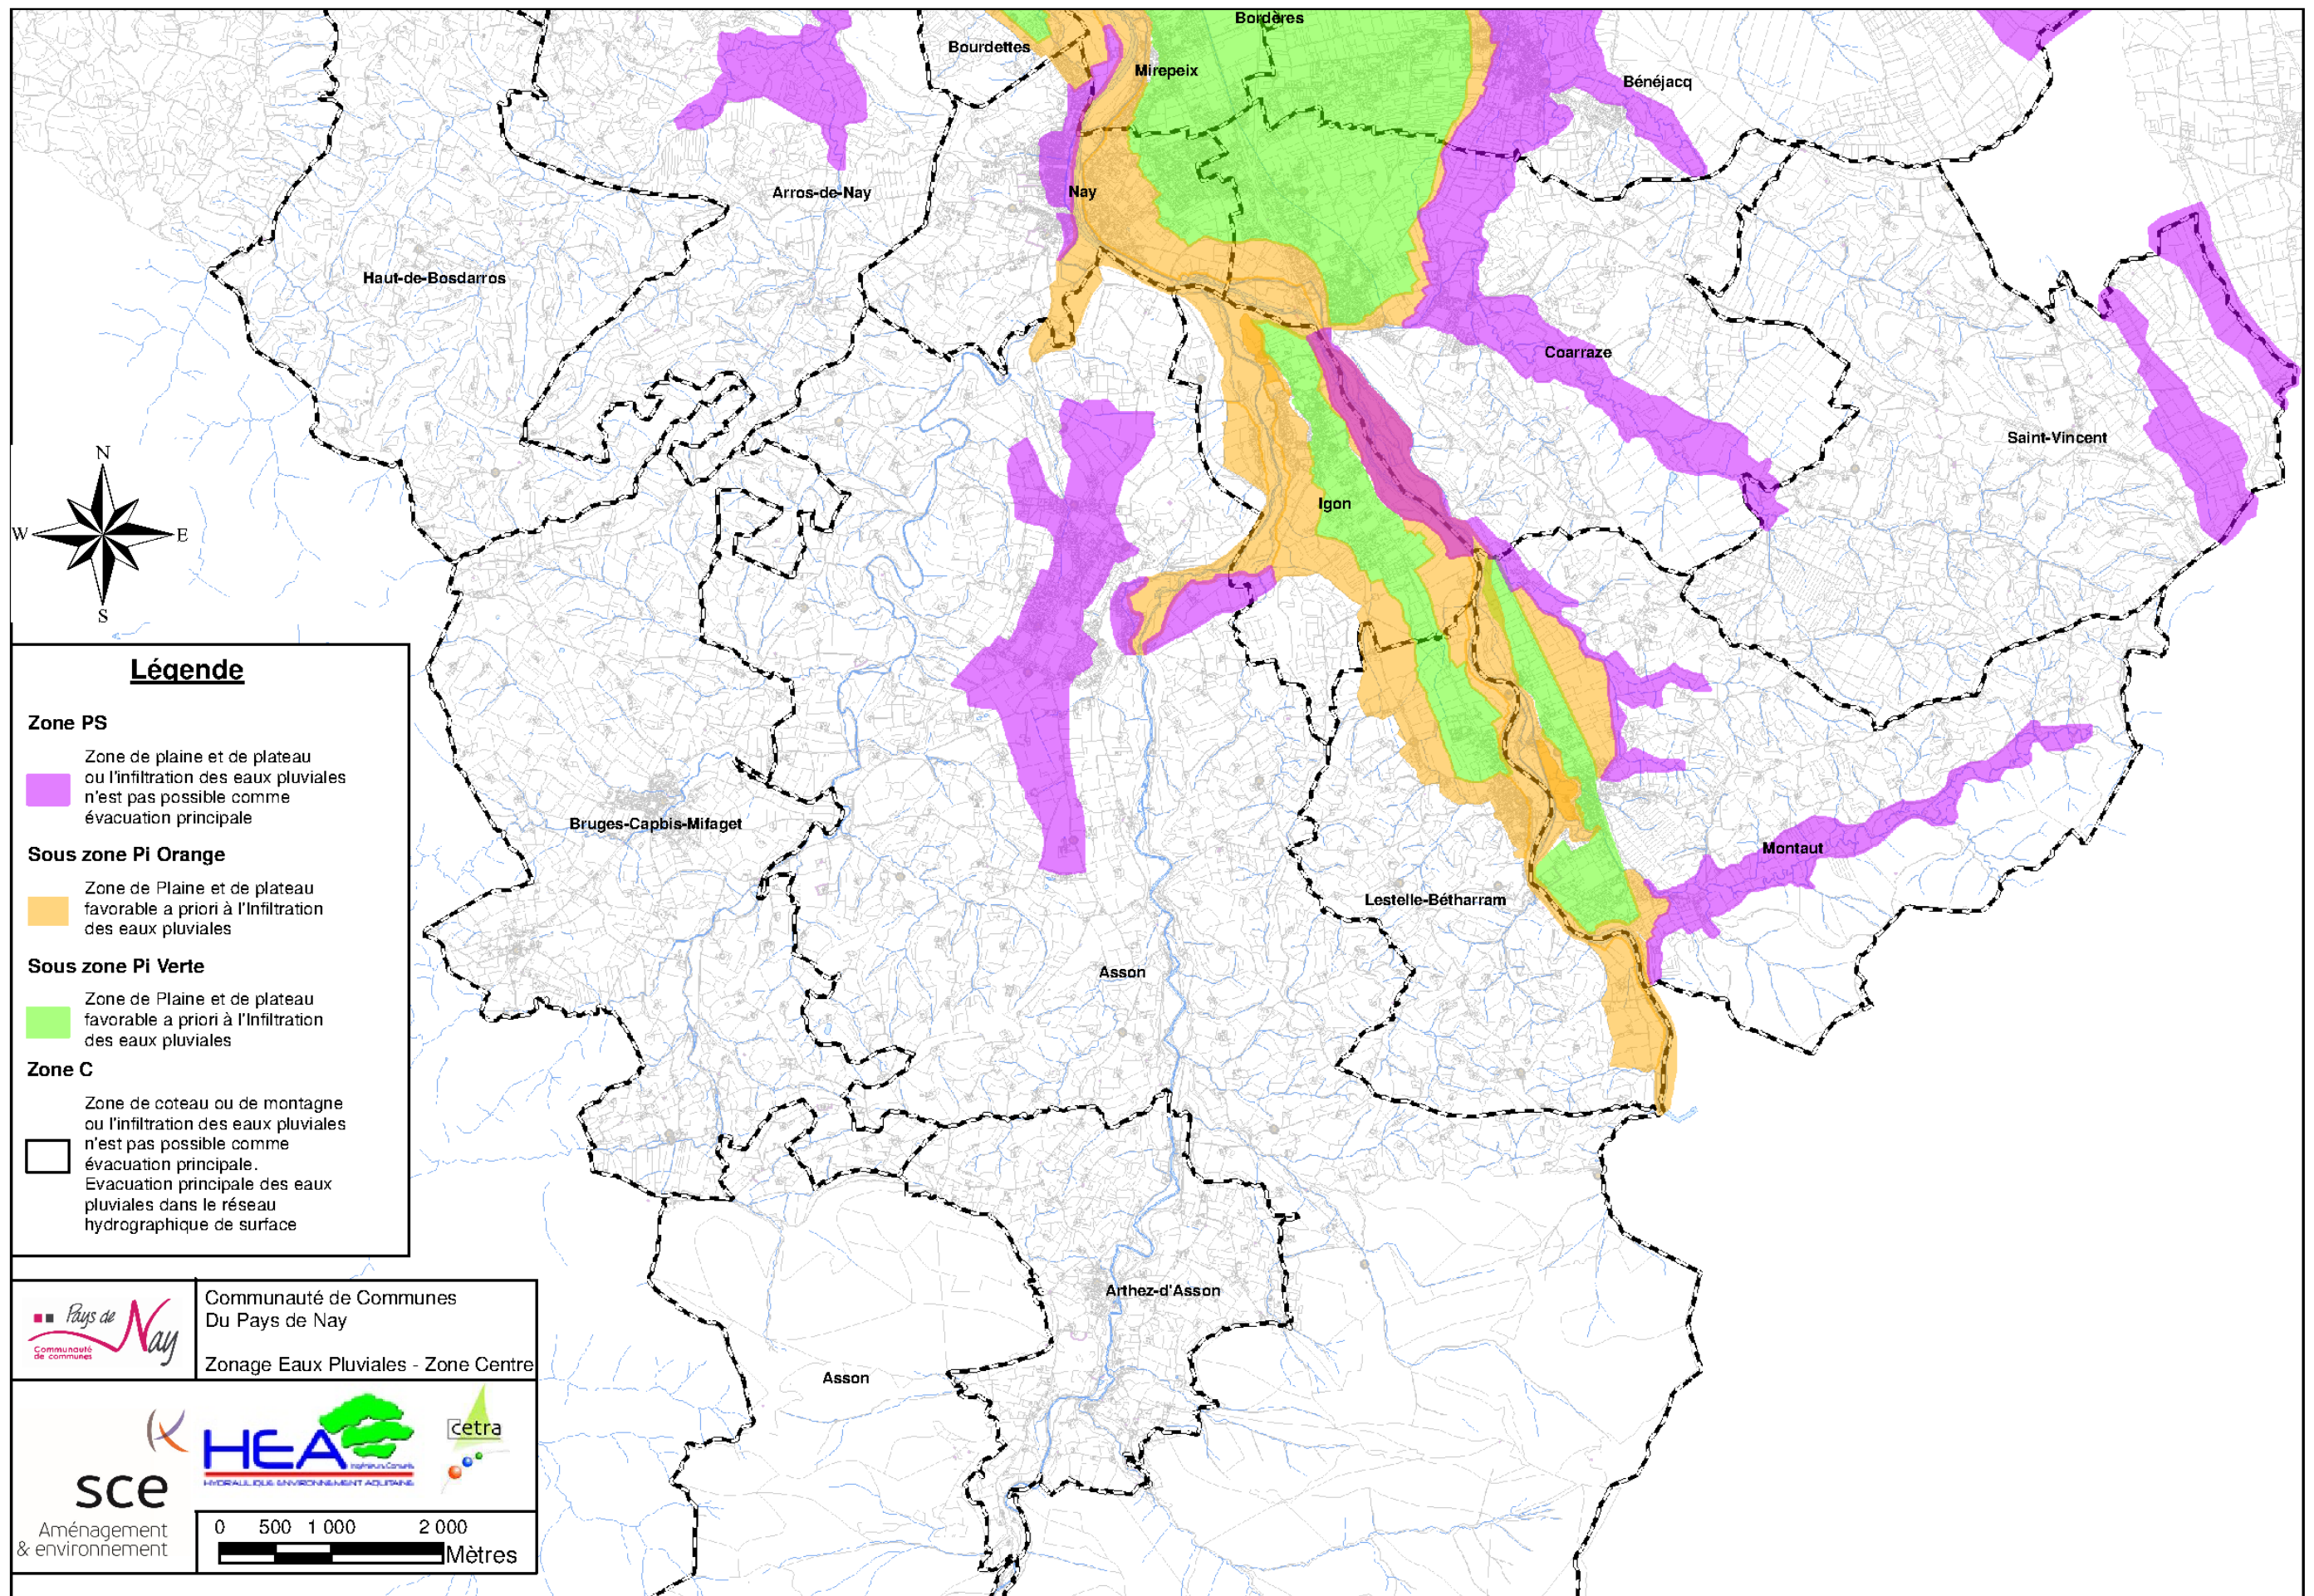 Bordères
Bourdettes
Mirepeix
Bénéjacq
Nay
Arros-de-Nay
Haut-de-Bosdarros
Coarraze
Saint-Vincent
Igon
N
W
E
S
Bruges-Capbis-Mifaget
Montaut
Lestelle-Bétharram
Asson
Arthez-d'Asson
Asson
Légende
Zone PS
Zone de plaine et de plateau
ou l'infiltration des eaux pluviales
n'est pas possible comme
évacuation principale
Sous zone Pi Orange
Zone de Plaine et de plateau
favorable a priori à l'Infiltration
des eaux pluviales
Sous zone Pi Verte
Zone de Plaine et de plateau
favorable a priori à l'Infiltration
des eaux pluviales
Zone C
Zone de coteau ou de montagne
ou l'infiltration des eaux pluviales
n'est pas possible comme
évacuation principale.
Evacuation principale des eaux
pluviales dans le réseau
hydrographique de surface
Pays de
Nay
Communauté
de communes
Communauté de Communes
Du Pays de Nay
Zonage Eaux Pluviales - Zone Centre
sce
Aménagement
& environnement
HEA
Ingénieurs-Conseils
HYDRAULIQUE ENVIRONNEMENT AQUITAINE
cetra
0 500 1 000 2 000
Mètres